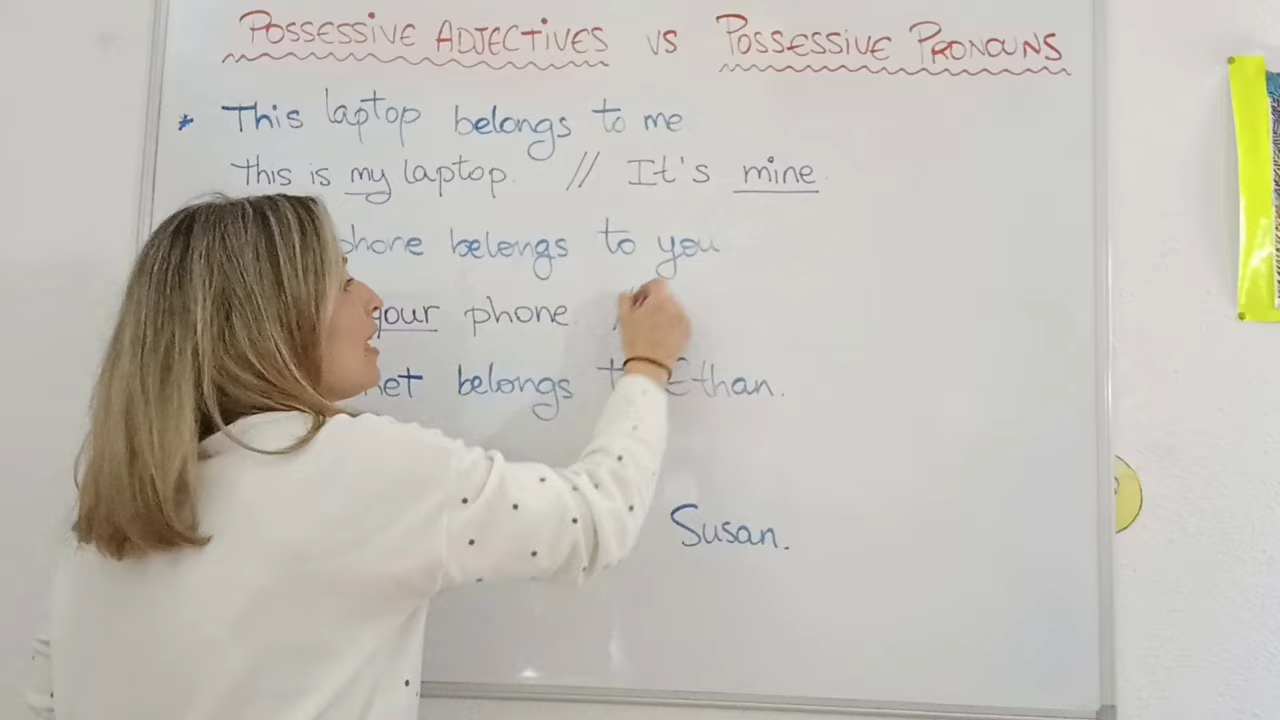 POSSESSIVE ADJECTIVES VS POSSESSIVE PRONOUNS
* This laptop belongs to me
This is my laptop. // It's mine.
phone belongs to you
your phone
belongs Ethan.
Susan.